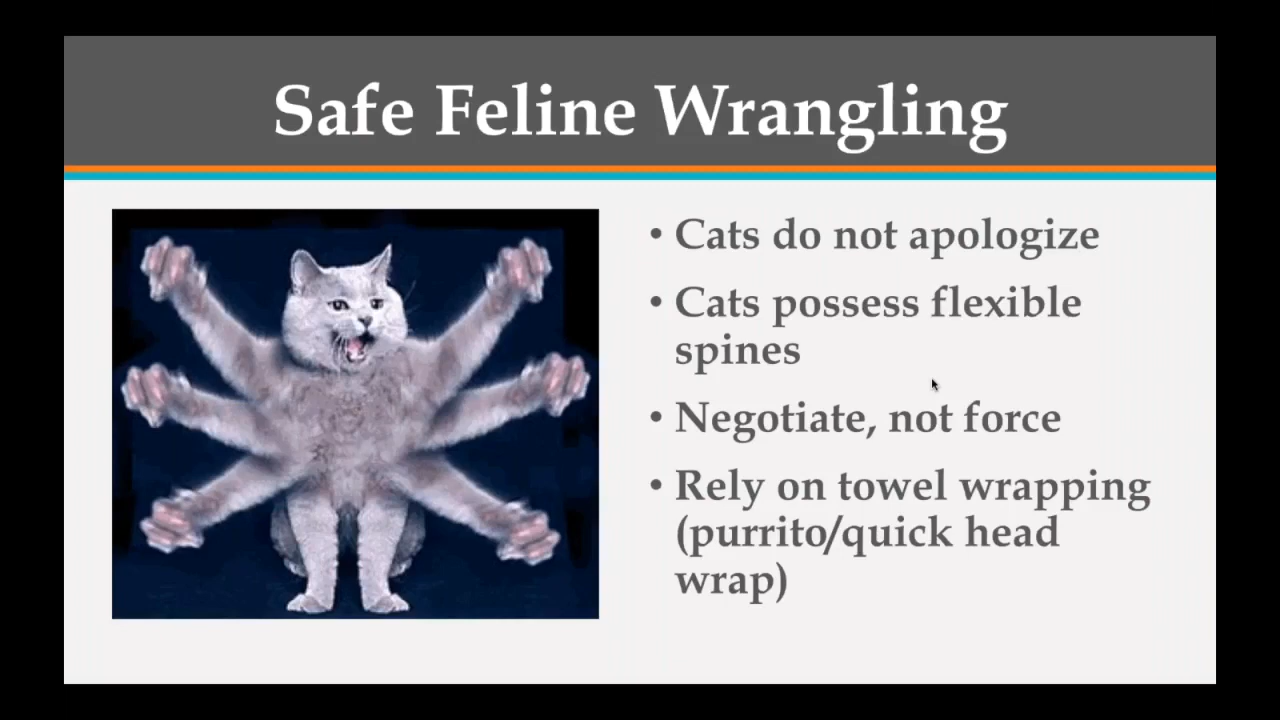 Safe Feline Wrangling
• Cats do not apologize
• Cats possess flexible
spines
• Negotiate, not force
• Rely on towel wrapping
(purrito/quick head
wrap)